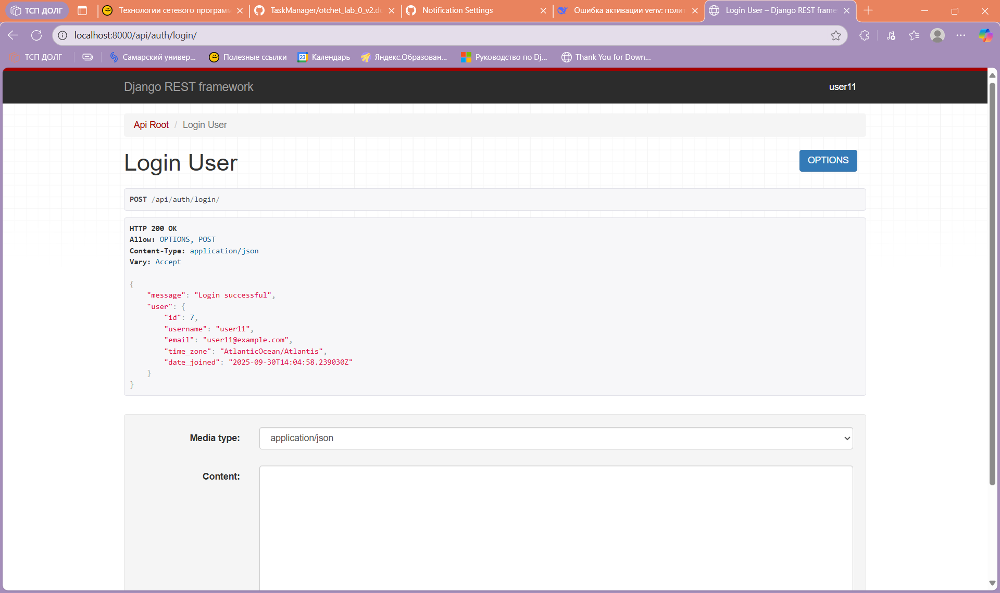 ТСП ДОЛГ
Технологии сетевого програм
TaskManager/otchet_lab_0_v2.do
Notification Settings
Ошибка активации venv: полит
Login User – Django REST frame
localhost:8000/api/auth/login/
ТСП ДОЛГ
Самарский универ...
Полезные ссылки
23
Календарь
Яндекс.Образован...
Руководство по Dj...
Thank You for Down...
Django REST framework
user11
Api Root / Login User
Login User
OPTIONS
POST /api/auth/login/
HTTP 200 OK
Allow: OPTIONS, POST
Content-Type: application/json
Vary: Accept
{
"message": "Login successful",
"user": {
"id": 7,
"username": "user11",
"email": "user11@example.com",
"time_zone": "AtlanticOcean/Atlantis",
"date_joined": "2025-09-30T14:04:58.239030Z"
}
}
Media type:
application/json
Content: